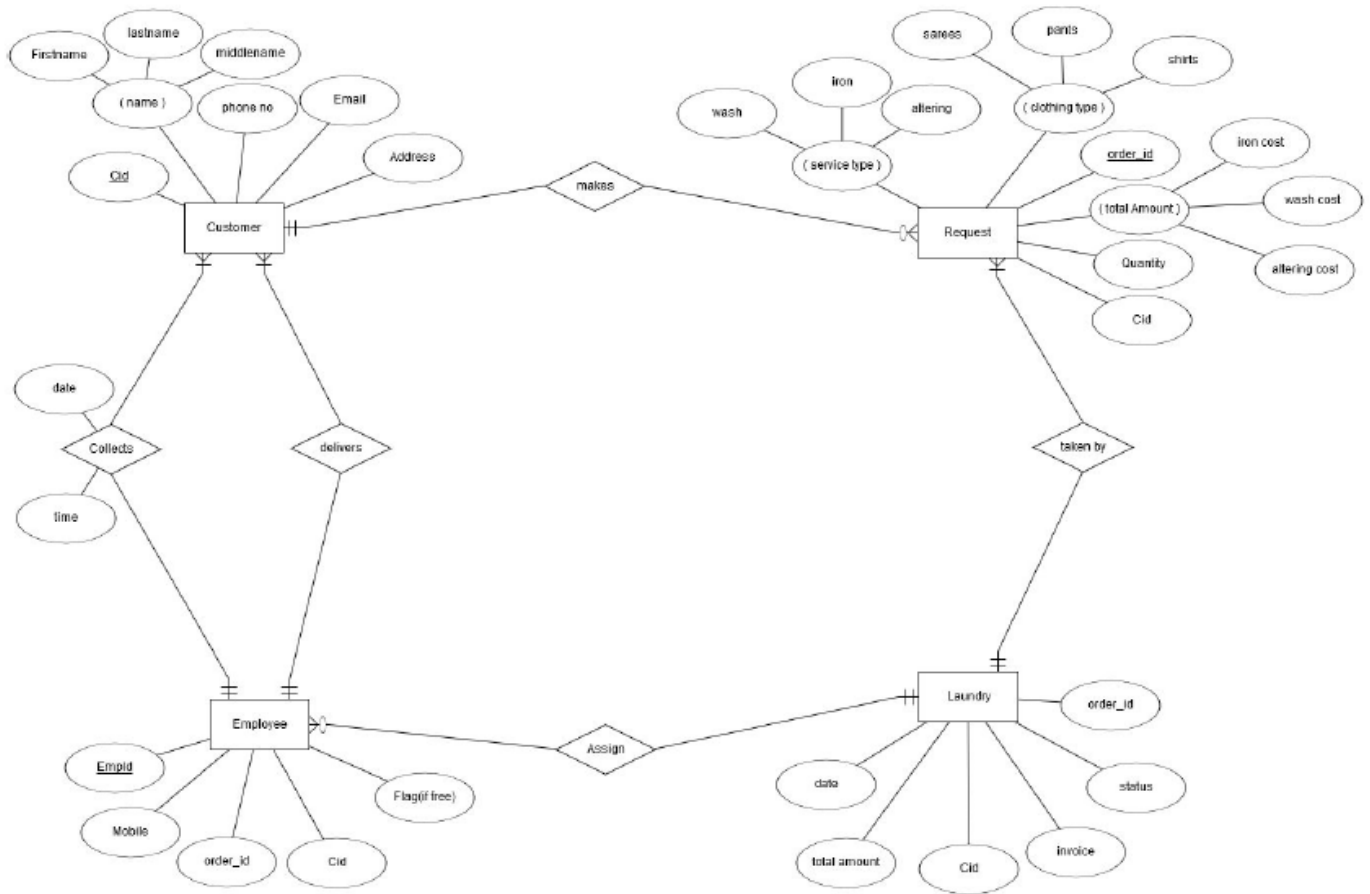 lastname
Firstname
middlename
( name )
phone no
Email
Cid
Address
Customer
makes
sarees
pants
shirts
iron
wash
altering
( clothing type )
( service type )
order_id
iron cost
( total Amount )
wash cost
Request
Quantity
altering cost
Cid
date
Collects
delivers
time
taken by
Employee
Assign
Laundry
order_id
EmpId
Flag(if free)
Mobile
order_id
Cid
date
status
total amount
Cid
invoice